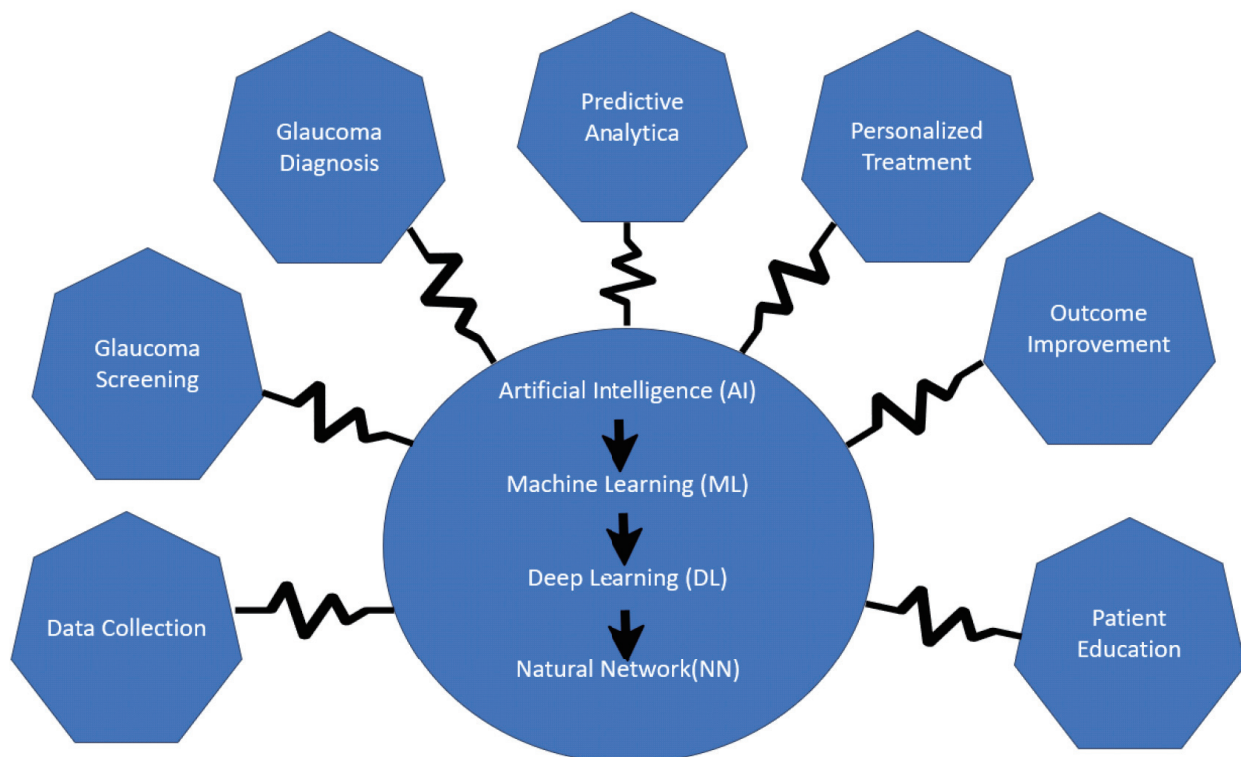 Predictive
Analytica
Glaucoma
Diagnosis
Personalized
Treatment
Glaucoma
Screening
Outcome
Improvement
Artificial Intelligence (AI)
Machine Learning (ML)
Deep Learning (DL)
Natural Network(NN)
Data Collection
Patient
Education